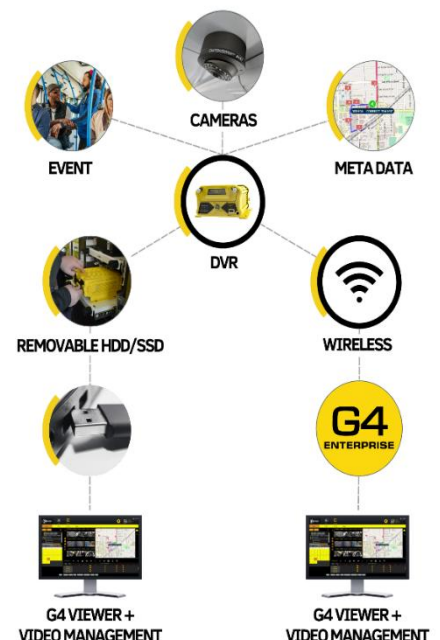 CAMERAS
EVENT
META DATA
DVR
REMOVABLE HDD/SSD
WIRELESS
G4
ENTERPRISE
G4 VIEWER +
VIDEO MANAGEMENT
G4 VIEWER +
VIDEO MANAGEMENT